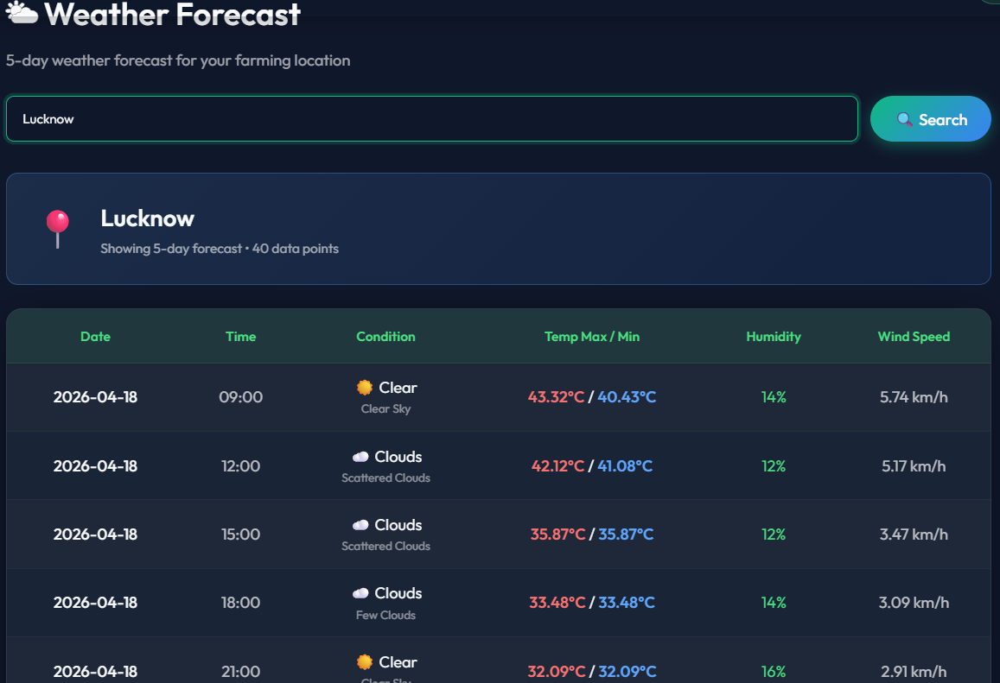 Weather Forecast
5-day weather forecast for your farming location
Lucknow
Search
Lucknow
Showing 5-day forecast • 40 data points
Date Time Condition Temp Max / Min Humidity Wind Speed
2026-04-18 09:00 Clear 43.32°C / 40.43°C 14% 5.74 km/h
Clear Sky
2026-04-18 12:00 Clouds 42.12°C / 41.08°C 12% 5.17 km/h
Scattered Clouds
2026-04-18 15:00 Clouds 35.87°C / 35.87°C 12% 3.47 km/h
Scattered Clouds
2026-04-18 18:00 Clouds 33.48°C / 33.48°C 14% 3.09 km/h
Few Clouds
2026-04-18 21:00 Clear 32.09°C / 32.09°C 16% 2.91 km/h
Clear Sky